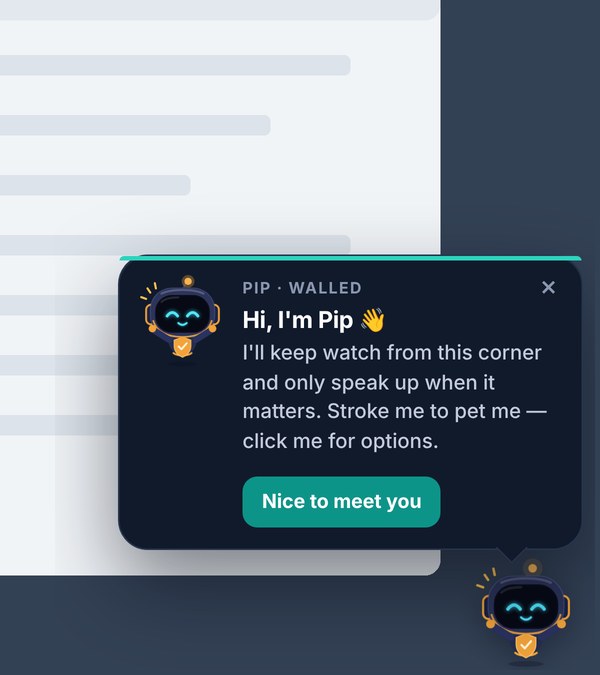 PIP · WALLED
Hi, I'm Pip 👋
I'll keep watch from this corner
and only speak up when it
matters. Stroke me to pet me —
click me for options.
Nice to meet you